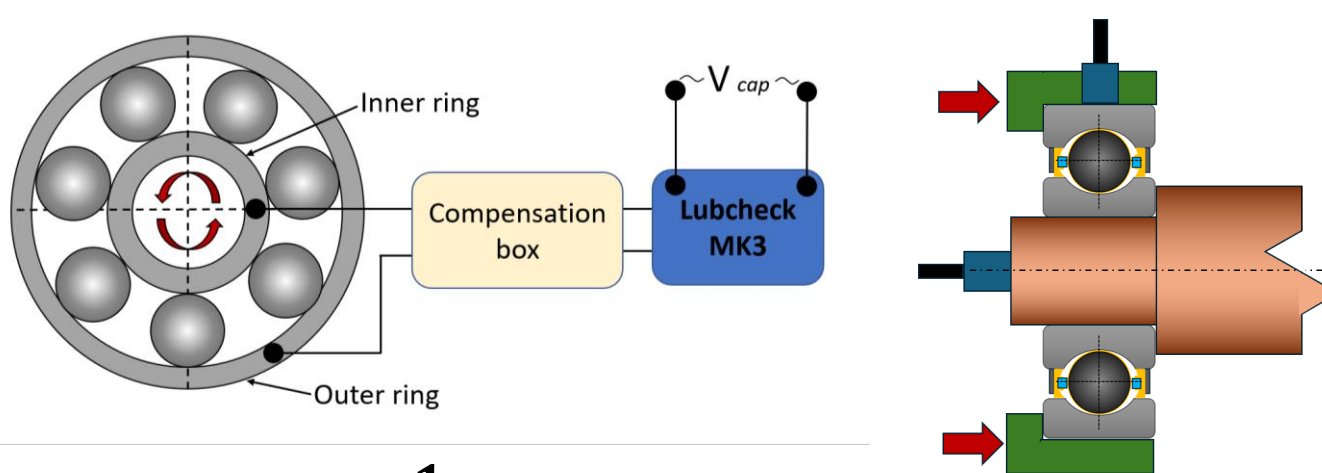 Inner ring
~ V cap ~
Compensation
box
Lubcheck
MK3
Outer ring